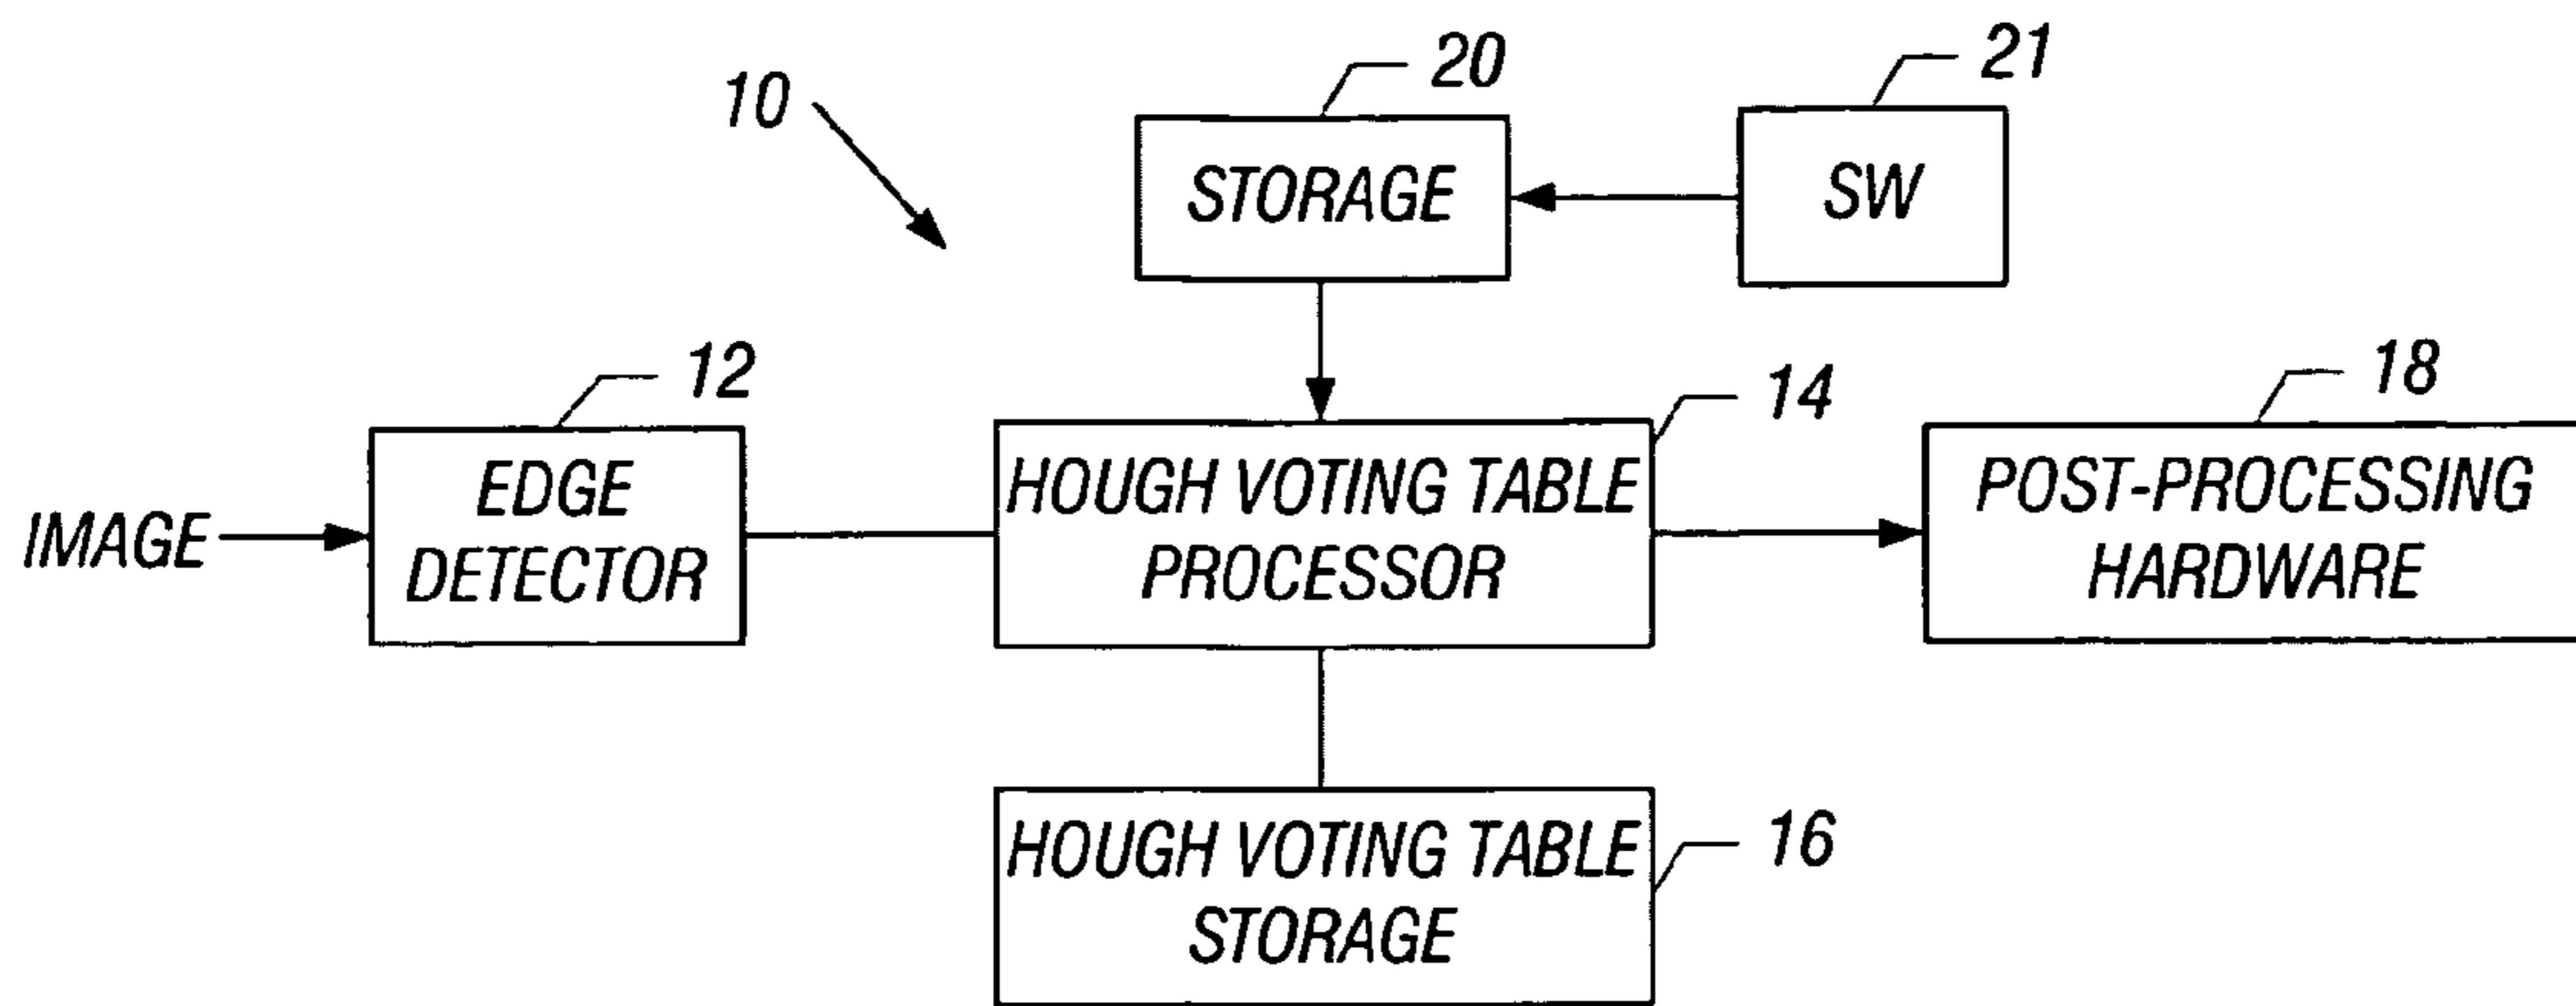 20
21
10
STORAGE
SW
12
14
18
IMAGE
EDGE
DETECTOR
HOUGH VOTING TABLE
PROCESSOR
POST-PROCESSING
HARDWARE
HOUGH VOTING TABLE
STORAGE
16